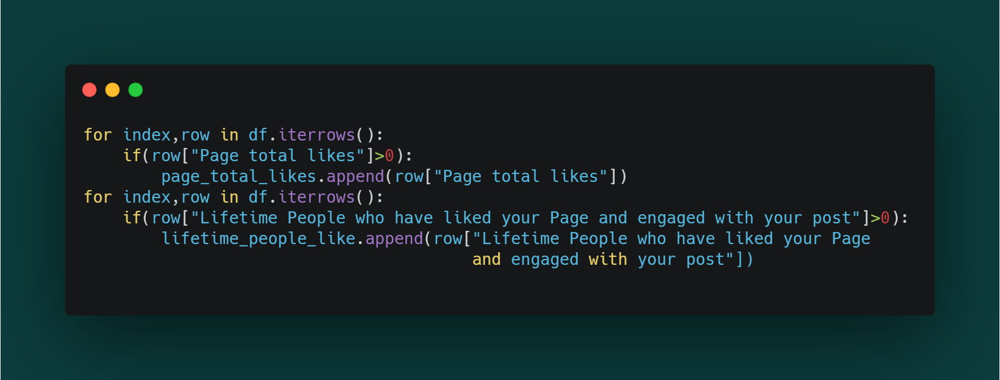 for index,row in df.iterrows():
    if(row["Page total likes"]>0):
        page_total_likes.append(row["Page total likes"])
for index,row in df.iterrows():
    if(row["Lifetime People who have liked your Page and engaged with your post"]>0):
        lifetime_people_like.append(row["Lifetime People who have liked your Page
                                        and engaged with your post"])